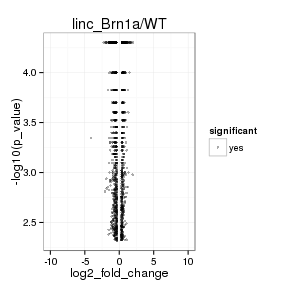 linc_Brn1a/WT
-log10(p_value)
4.0
3.5
3.0
2.5
-10 -5 0 5 10
log2_fold_change
significant
yes